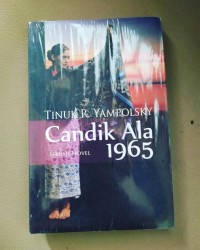 TINUK R. YAMPOLSKY
Candik Ala
1965
SEBUAH NOVEL